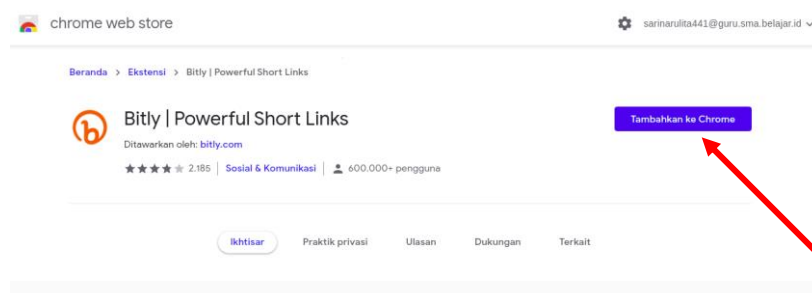 chrome web store
sarinarulita441@guru.sma.belajar.id
Beranda > Ekstensi > Bitly | Powerful Short Links
Bitly | Powerful Short Links
Tambahkan ke Chrome
Ditawarkan oleh: bitly.com
2.185 | Sosial & Komunikasi | 600.000+ pengguna
Ikhtisar Praktik privasi Ulasan Dukungan Terkait